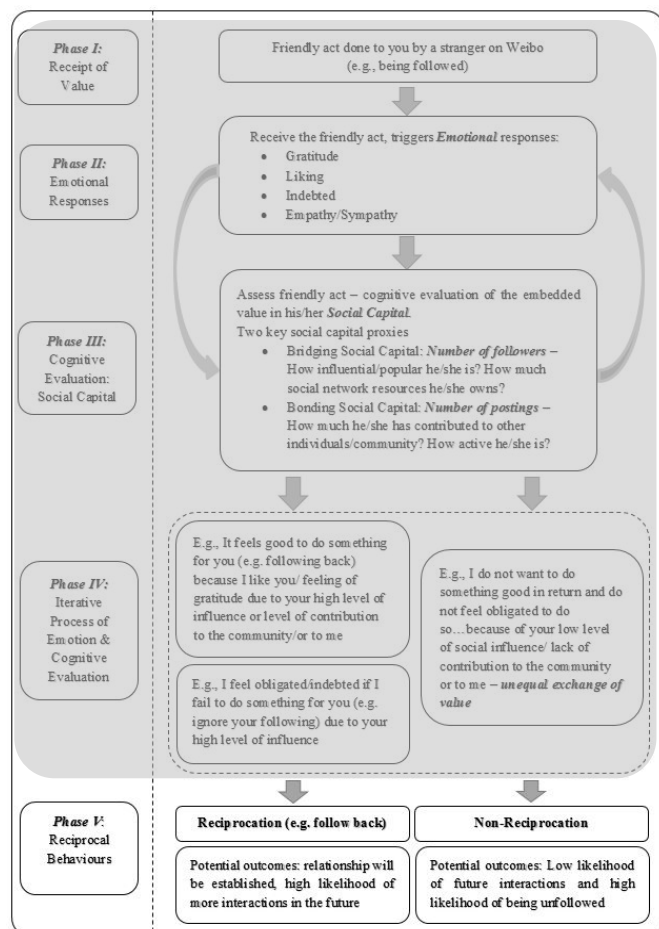 Phase I:
Receipt of
Value
Friendly act done to you by a stranger on Weibo
(e.g., being followed)
Phase II:
Emotional
Responses
Receive the friendly act, triggers Emotional responses:
• Gratitude
• Liking
• Indebted
• Empathy/Sympathy
Phase III:
Cognitive
Evaluation:
Social Capital
Assess friendly act – cognitive evaluation of the embedded
value in his/her Social Capital.
Two key social capital proxies
• Bridging Social Capital: Number of followers –
How influential/popular he/she is? How much
social network resources he/she owns?
• Bonding Social Capital: Number of postings –
How much he/she has contributed to other
individuals/community? How active he/she is?
Phase IV:
Iterative
Process of
Emotion &
Cognitive
Evaluation
E.g., It feels good to do something
for you (e.g. following back)
because I like you/ feeling of
gratitude due to your high level of
influence or level of contribution
to the community/or to me
E.g., I feel obligated/indebted if I
fail to do something for you (e.g.
ignore your following) due to your
high level of influence
E.g., I do not want to do
something good in return and do
not feel obligated to do
so…because of your low level
of social influence/ lack of
contribution to the community
or to me – unequal exchange of
value
Phase V:
Reciprocal
Behaviours
Reciprocation (e.g. follow back)
Potential outcomes: relationship will
be established, high likelihood of
more interactions in the future
Non-Reciprocation
Potential outcomes: Low likelihood
of future interactions and high
likelihood of being unfollowed